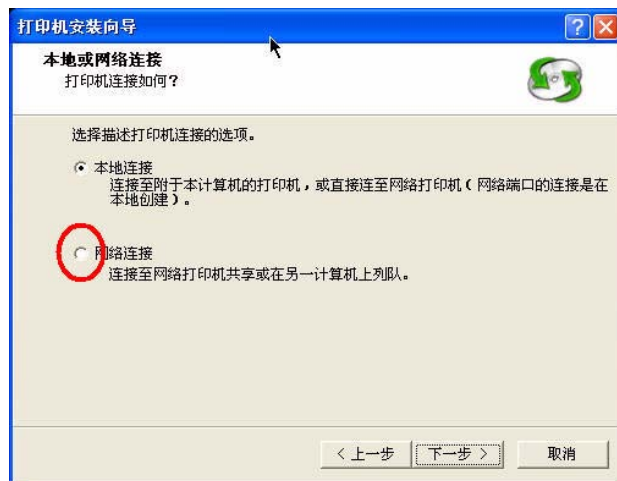 打印机安装向导
本地或网络连接
打印机连接如何?
选择描述打印机连接的选项。
本地连接
连接至附于本计算机的打印机，或直接连至网络打印机（网络端口的连接是在
本地创建）。
网络连接
连接至网络打印机共享或在另一计算机上列队。
< 上一步 下一步 > 取消